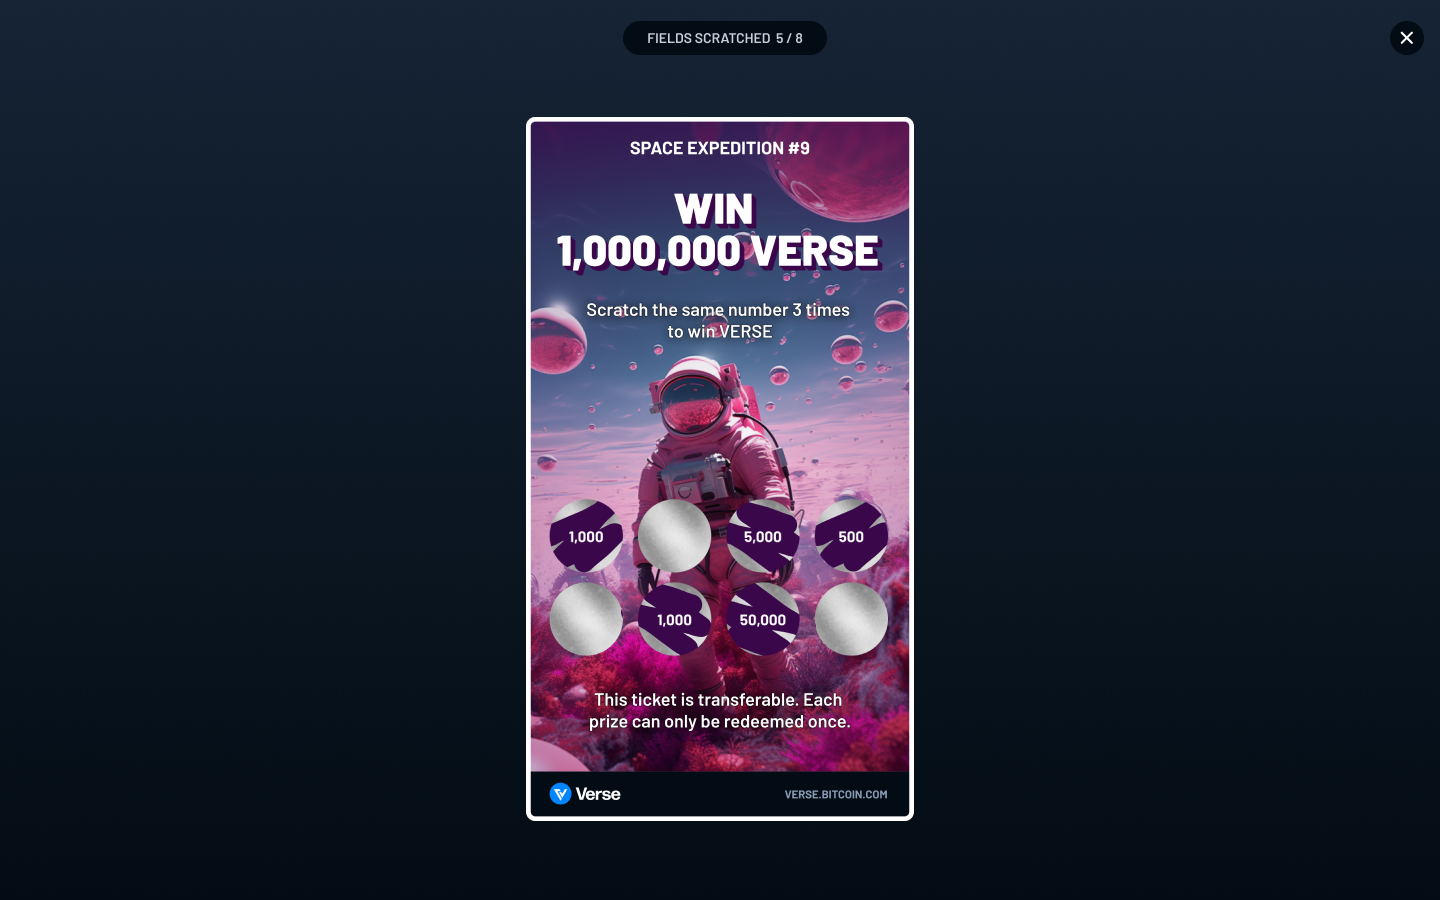 FIELDS SCRATCHED 5 / 8
SPACE EXPEDITION #9
WIN
1,000,000 VERSE
Scratch the same number 3 times
to win VERSE
1,000
5,000
500
1,000
50,000
This ticket is transferable. Each
prize can only be redeemed once.
Verse
VERSE.BITCOIN.COM